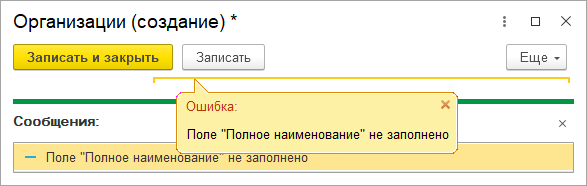 Организации (создание) *
Записать и закрыть
Записать
Еще
Ошибка:
Поле "Полное наименование" не заполнено
Сообщения:
Поле "Полное наименование" не заполнено